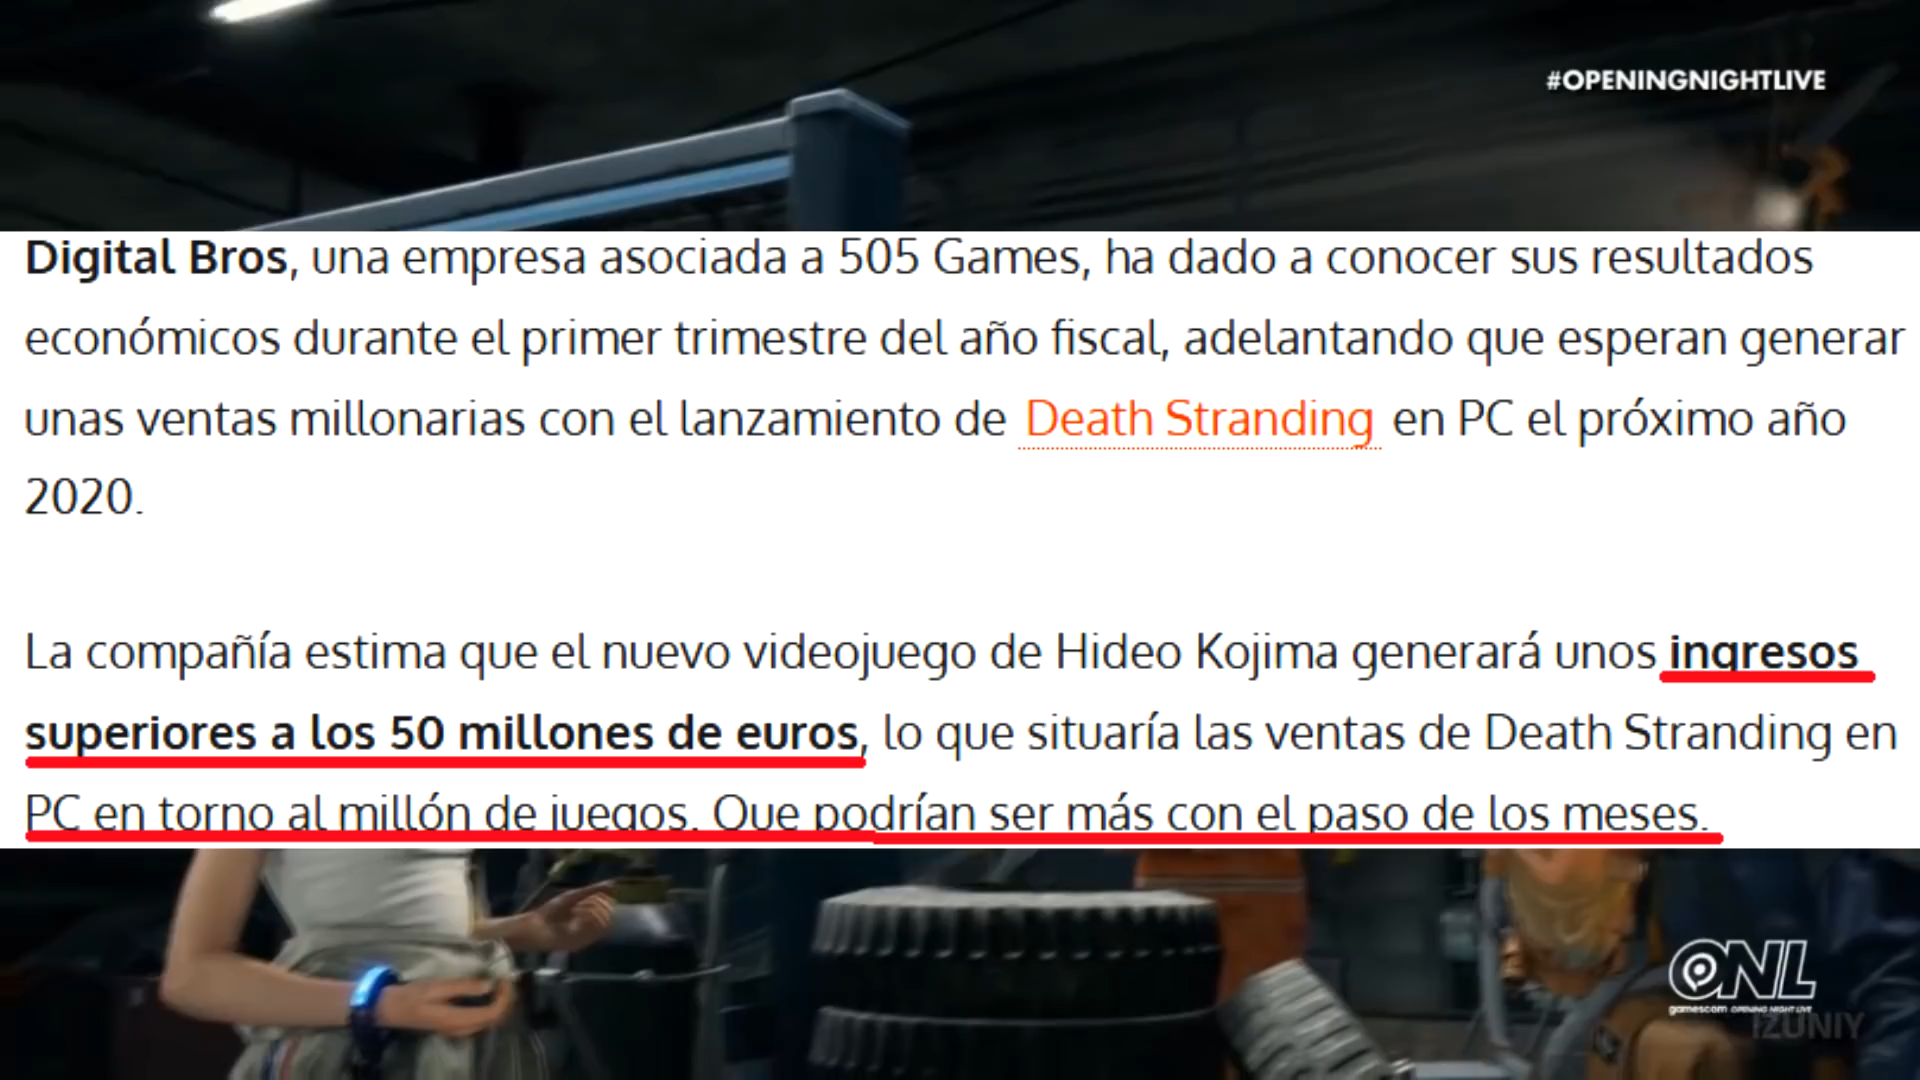 #OPENINGNIGHTLIVE
Digital Bros, una empresa asociada a 505 Games, ha dado a conocer sus resultados
económicos durante el primer trimestre del año fiscal, adelantando que esperan generar
unas ventas millonarias con el lanzamiento de Death Stranding en PC el próximo año
2020.
La compañía estima que el nuevo videojuego de Hideo Kojima generará unos ingresos
superiores a los 50 millones de euros, lo que situaría las ventas de Death Stranding en
PC en torno al millón de juegos. Que podrían ser más con el paso de los meses.
ONL
gamescom OPENING NIGHT LIVE
IZUNIY